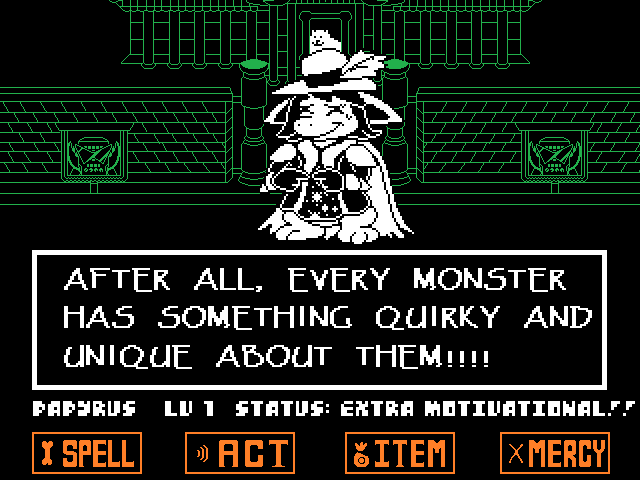 AFTER ALL, EVERY MONSTER
HAS SOMETHING QUIRKY AND
UNIQUE ABOUT THEM!!!!
PAPYRUS LV 1 STATUS: EXTRA MOTIVATIONAL!!
SPELL ACT ITEM MERCY